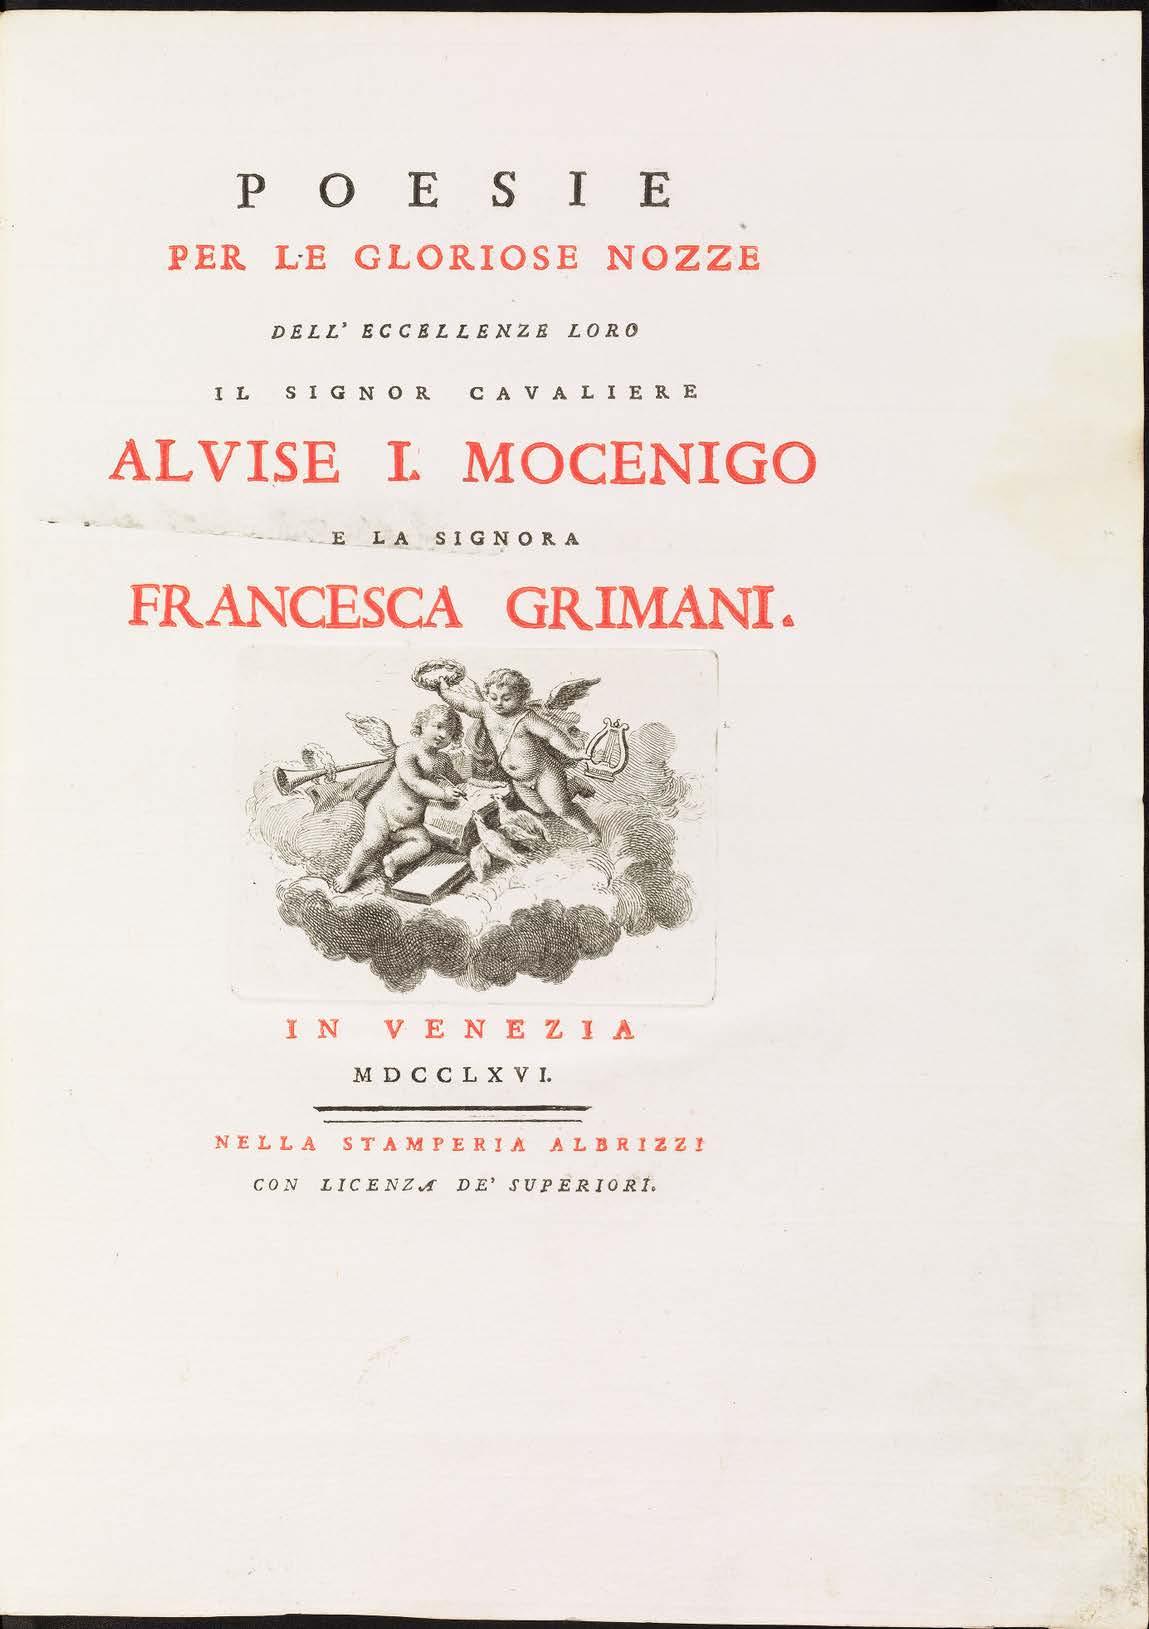 POESIE
PER LE GLORIOSE NOZZE
DELL' ECCELLENZE LORO
IL SIGNOR CAVALIERE
ALVISE I. MOCENIGO
E LA SIGNORA
FRANCESCA GRIMANI.
IN VENEZIA
MDCCLXVI.
NELLA STAMPERIA ALBRIZZI
CON LICENZA DE' SUPERIORI.